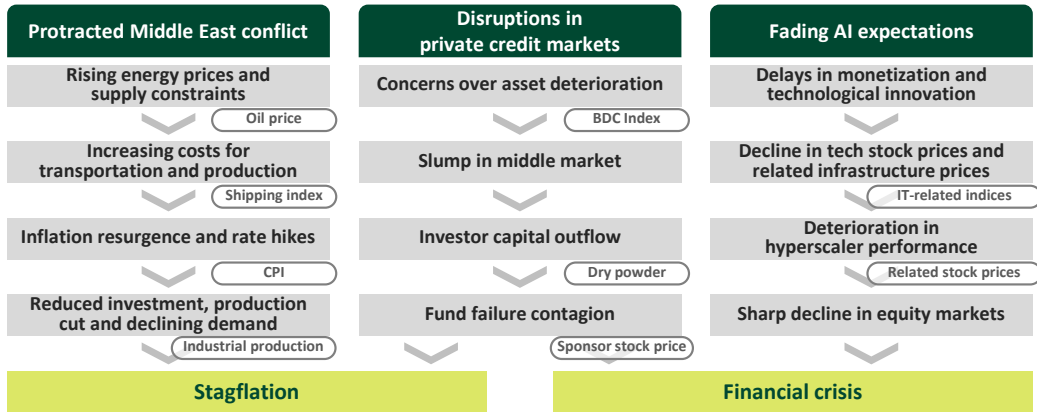 Protracted Middle East conflict
Rising energy prices and
supply constraints
Oil price
Increasing costs for
transportation and production
Shipping index
Inflation resurgence and rate hikes
CPI
Reduced investment, production
cut and declining demand
Industrial production
Disruptions in
private credit markets
Concerns over asset deterioration
BDC Index
Slump in middle market
Investor capital outflow
Dry powder
Fund failure contagion
Sponsor stock price
Fading AI expectations
Delays in monetization and
technological innovation
Decline in tech stock prices and
related infrastructure prices
IT-related indices
Deterioration in
hyperscaler performance
Related stock prices
Sharp decline in equity markets
Stagflation
Financial crisis